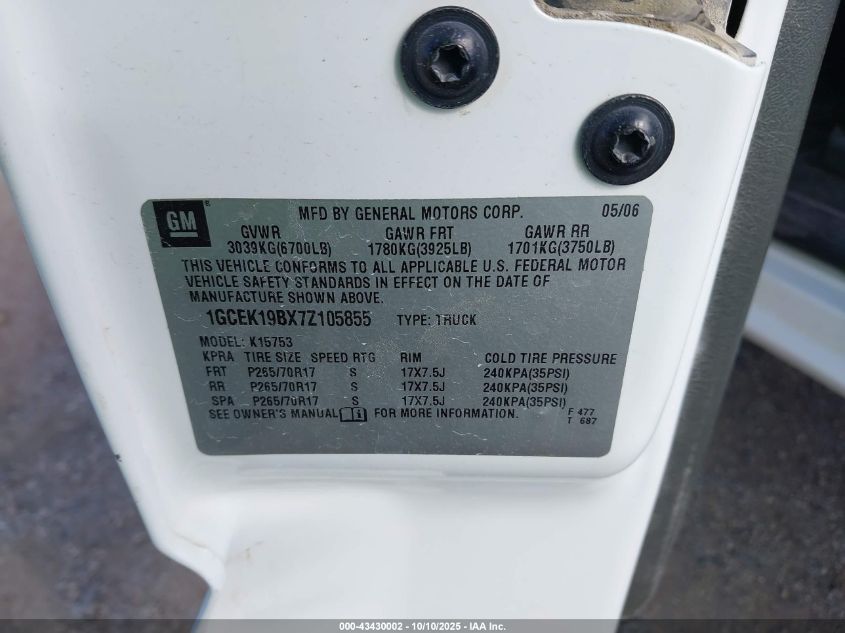 GM ®
MFD BY GENERAL MOTORS CORP. 05/06
GVWR GAWR FRT GAWR RR
3039KG(6700LB) 1780KG(3925LB) 1701KG(3750LB)
THIS VEHICLE CONFORMS TO ALL APPLICABLE U.S. FEDERAL MOTOR
VEHICLE SAFETY STANDARDS IN EFFECT ON THE DATE OF
MANUFACTURE SHOWN ABOVE.
1GCEK19BX7Z105855 TYPE: TRUCK
MODEL: K15753
KPRA TIRE SIZE SPEED RTG RIM COLD TIRE PRESSURE
FRT P265/70R17 S 17X7.5J 240KPA(35PSI)
RR P265/70R17 S 17X7.5J 240KPA(35PSI)
SPA P265/70R17 S 17X7.5J 240KPA(35PSI)
SEE OWNER'S MANUAL FOR MORE INFORMATION. F 477
T 687
000-43430002 - 10/10/2025 - IAA Inc.